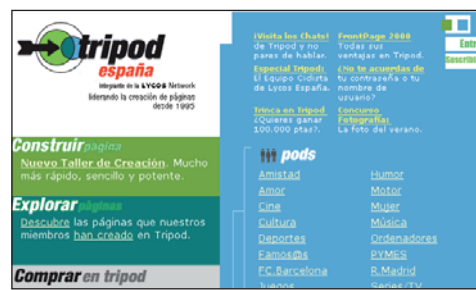 tripod
españa
integrante de la LYCOS Network
liderando la creación de páginas
desde 1995
Construir página
Nuevo Taller de Creación. Mucho
más rápido, sencillo y potente.
Explorar páginas
Descubre las páginas que nuestros
miembros han creado en Tripod.
Comprar en tripod
¡Visita los Chats!
de Tripod y no
pares de hablar.
Especial Tripod:
El Equipo Ciclista
de Lycos España.
Trinca en Tripod
¿Quieres ganar
100.000 ptas?.
FrontPage 2000
Todas sus
ventajas en Tripod.
¿No te acuerdas de
tu contraseña o tu
nombre de
usuario?
Concurso
Fotografía:
La foto del verano.
Entr
Suscribi
pods
Amistad
Amor
Cine
Cultura
Deportes
Famos@s
FC.Barcelona
Juegos
Humor
Motor
Mujer
Música
Ordenadores
PYMES
R.Madrid
Series/TV